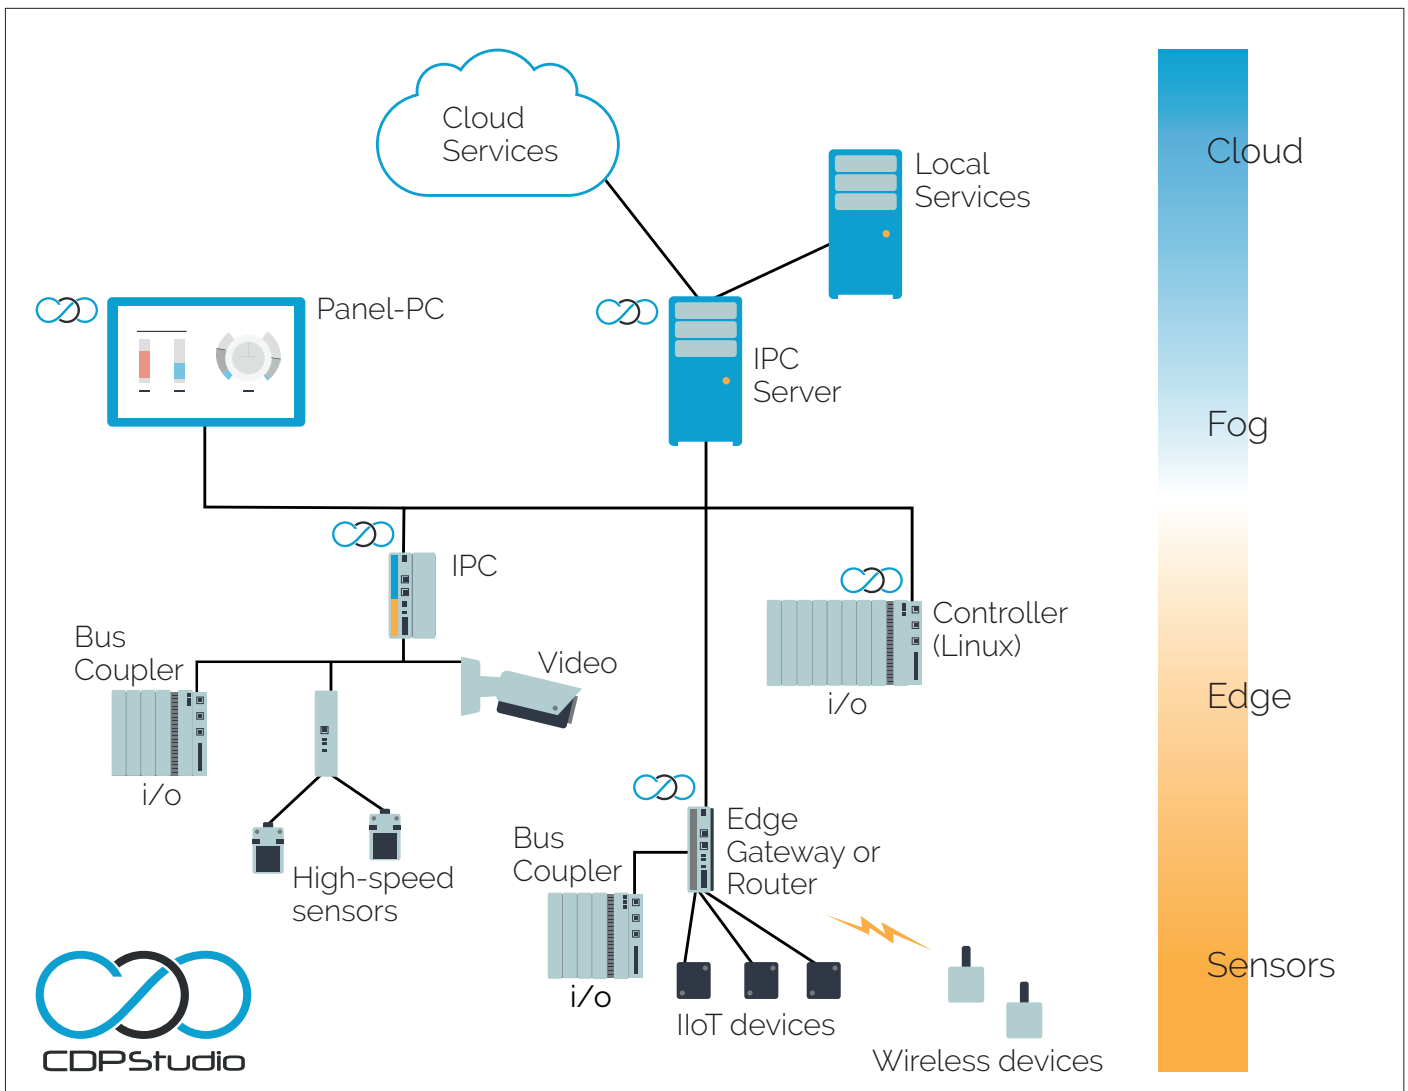 Cloud
Services
Local
Services
Cloud
Panel-PC
IPC
Server
Fog
IPC
Controller
(Linux)
Bus
Coupler
Video
i/o
Edge
i/o
Edge
Gateway or
Router
Bus
Coupler
High-speed
sensors
Sensors
i/o
IIoT devices
Wireless devices
CDPStudio